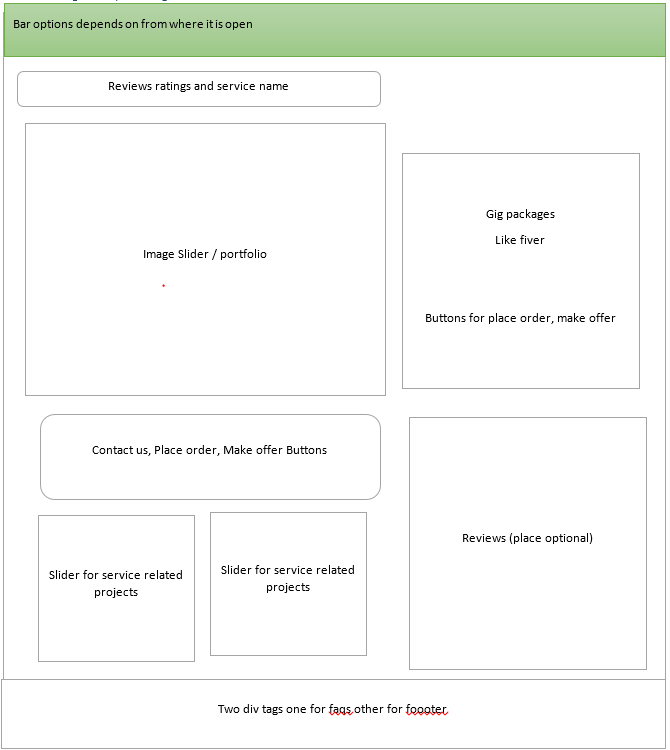 Bar options depends on from where it is open
Reviews ratings and service name
Image Slider / portfolio
Gig packages
Like fiver
Buttons for place order, make offer
Contact us, Place order, Make offer Buttons
Reviews (place optional)
Slider for service related
projects
Slider for service related
projects
Two div tags one for faqs other for foooter